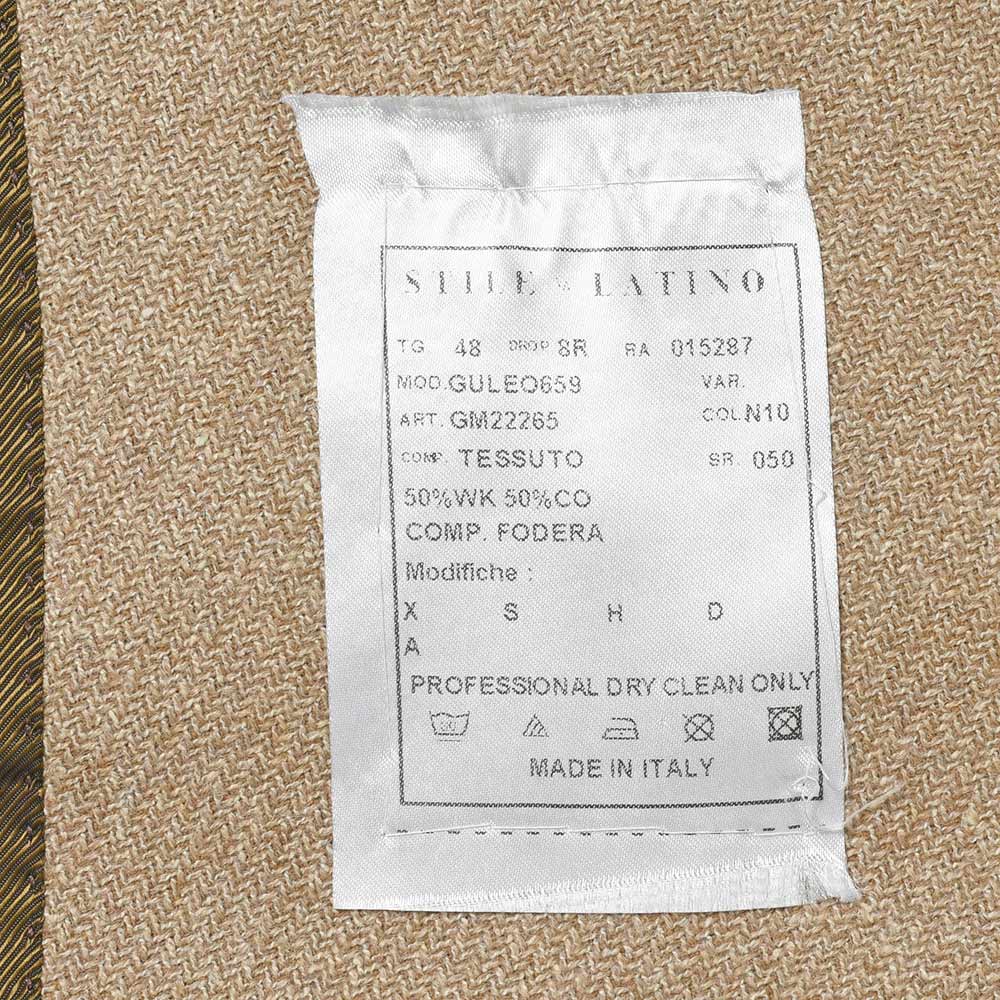 STILE LATINO
TG 48 DROP 8R RA 015287
MOD. GULEO659 VAR.
ART. GM22265 COL. N10
COMP. TESSUTO SR. 050
50%WK 50%CO
COMP. FODERA
Modifiche :
X S H D
A
PROFESSIONAL DRY CLEAN ONLY
MADE IN ITALY